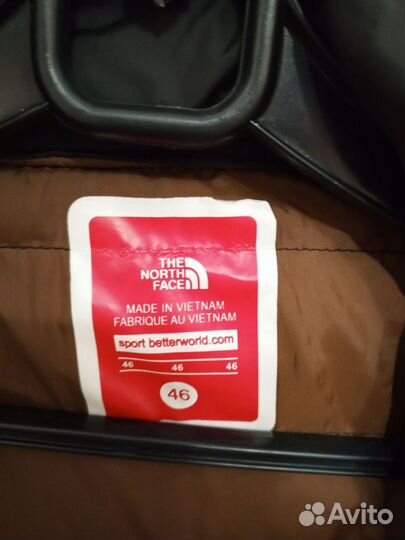 THE
NORTH
FACE
MADE IN VIETNAM
FABRIQUE AU VIETNAM
sport betterworld.com
46 46 46
46
Avito